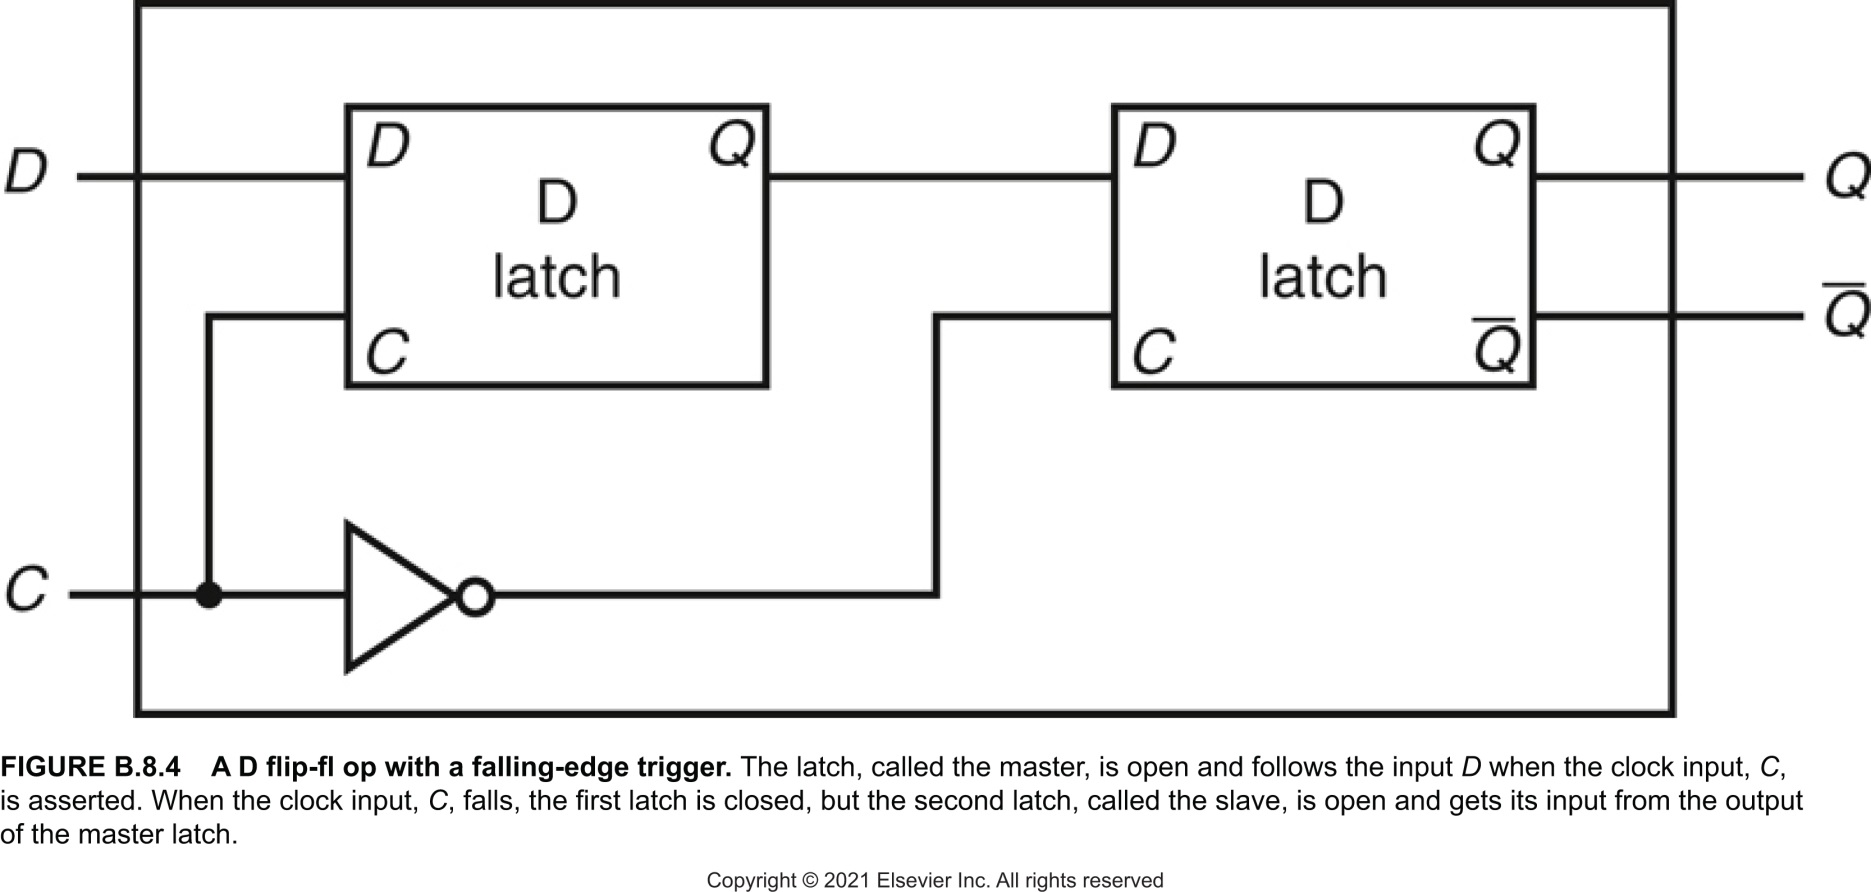 D
C
D
Q
D
latch
C
D
Q
D
latch
C
Q̅
Q
Q̅
FIGURE B.8.4 A D flip-fl op with a falling-edge trigger. The latch, called the master, is open and follows the input D when the clock input, C,
is asserted. When the clock input, C, falls, the first latch is closed, but the second latch, called the slave, is open and gets its input from the output
of the master latch.
Copyright © 2021 Elsevier Inc. All rights reserved